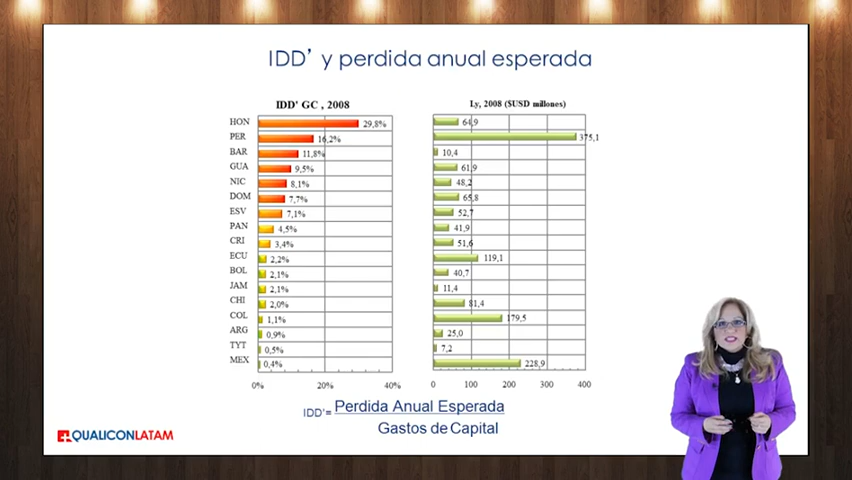 IDD' y perdida anual esperada
IDD' GC , 2008
HON 29,8%
PER 16,2%
BAR 11,8%
GUA 9,5%
NIC 8,1%
DOM 7,7%
ESV 7,1%
PAN 4,5%
CRI 3,4%
ECU 2,2%
BOL 2,1%
JAM 2,1%
CHI 2,0%
COL 1,1%
ARG 0,9%
TYT 0,5%
MEX 0,4%
0% 20% 40%
Ly, 2008 ($USD millones)
64,9
375,1
10,4
61,9
48,2
65,8
52,7
41,9
51,6
119,1
40,7
11,4
81,4
179,5
25,0
7,2
228,9
0 100 200 300 400
IDD'= Perdida Anual Esperada
Gastos de Capital
QUALICONLATAM